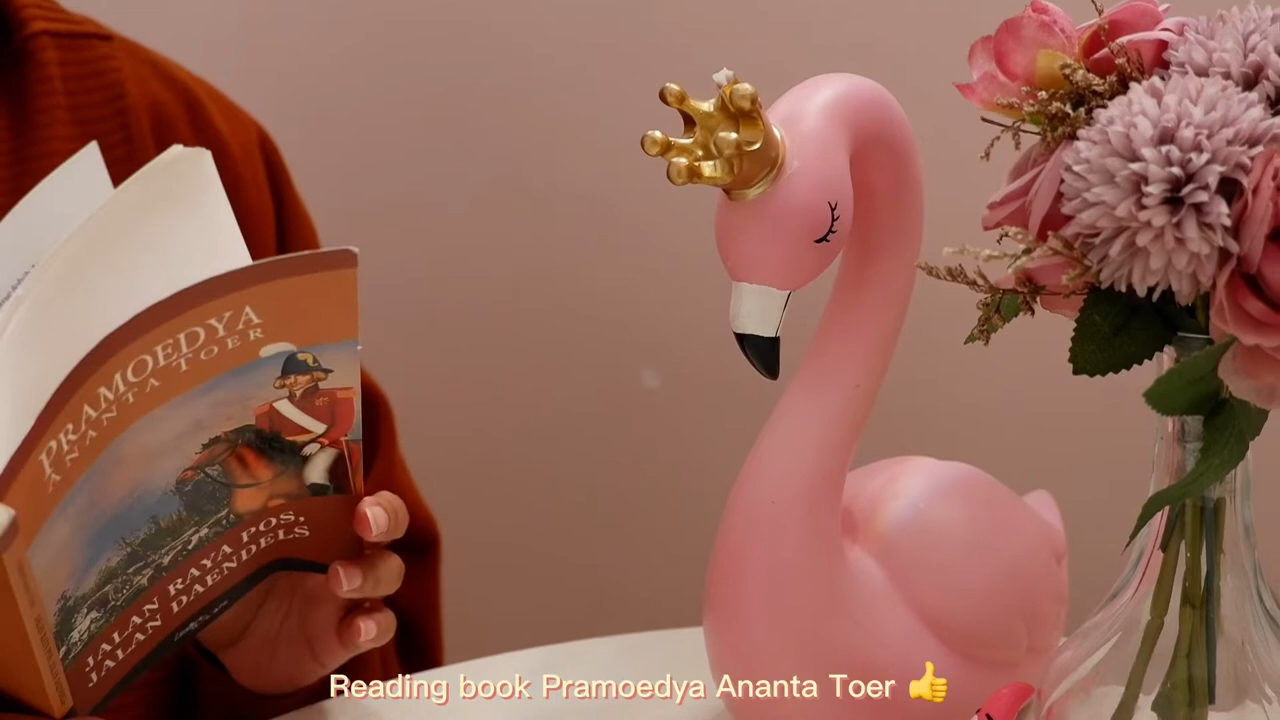 PRAMOEDYA
ANANTA TOER
JALAN RAYA POS,
JALAN DAENDELS
Reading book Pramoedya Ananta Toer 👍